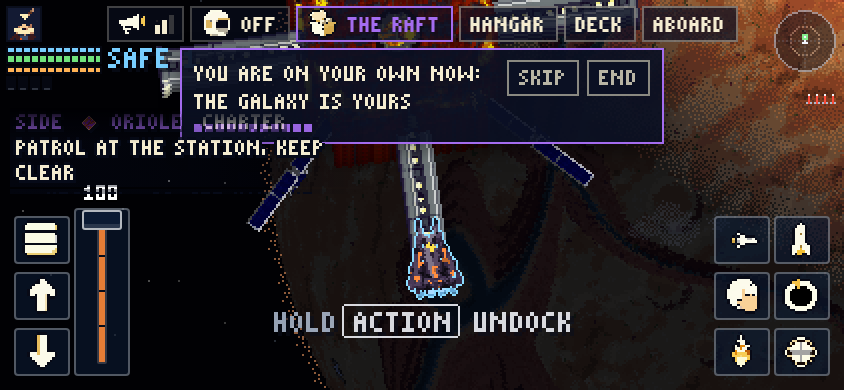 OFF
THE RAFT
HANGAR
DECK
ABOARD
SAFE
YOU ARE ON YOUR OWN NOW:
THE GALAXY IS YOURS
SKIP
END
SIDE ◆ ORIOLE CHARTER
PATROL AT THE STATION. KEEP
CLEAR
100
1
HOLD ACTION UNDOCK